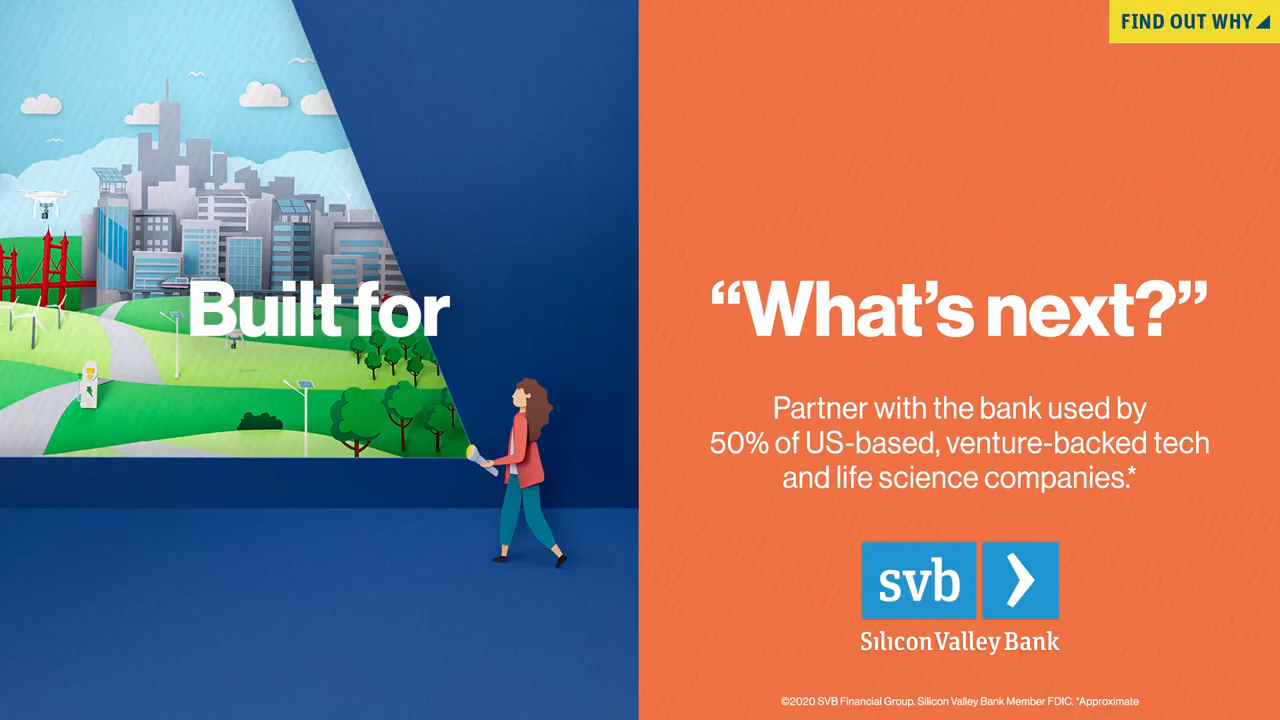 FIND OUT WHY
Built for
“What’s next?”
Partner with the bank used by
50% of US-based, venture-backed tech
and life science companies.*
svb
Silicon Valley Bank
©2020 SVB Financial Group. Silicon Valley Bank Member FDIC. *Approximate